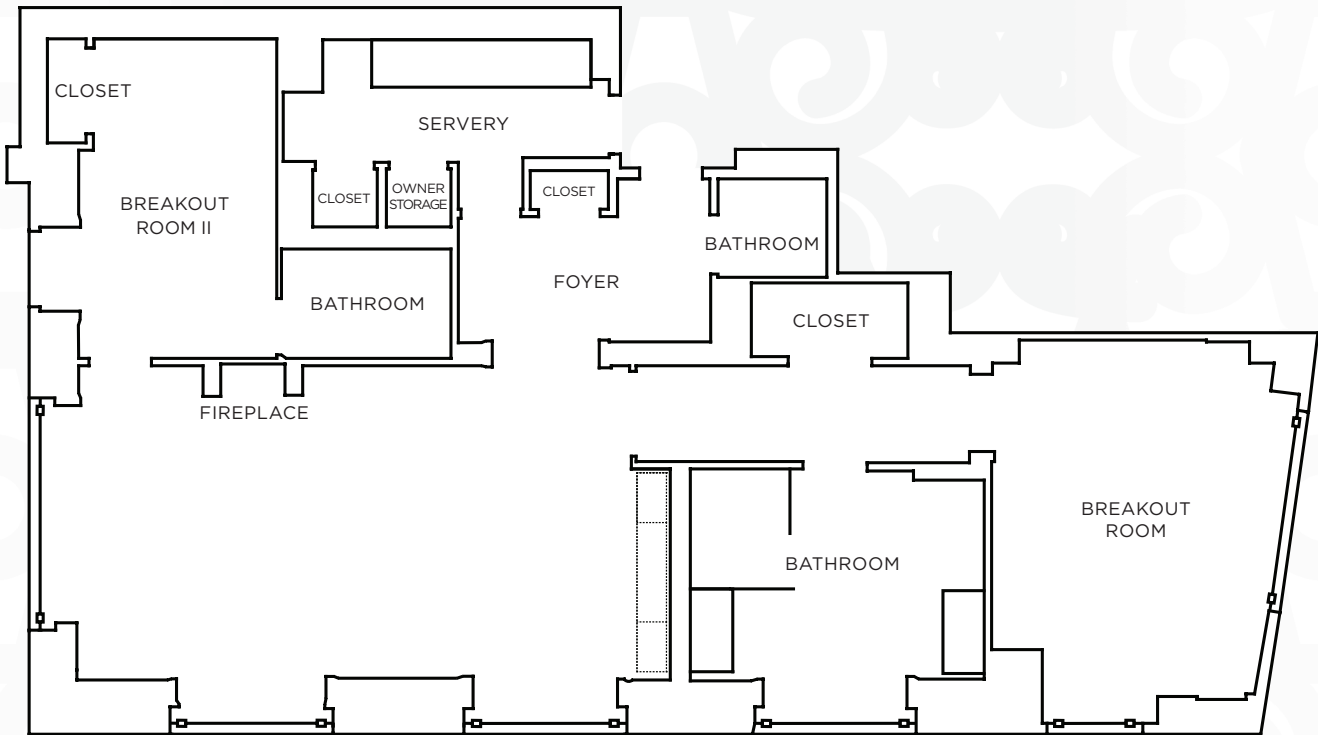 CLOSET
SERVERY
BREAKOUT
ROOM II
CLOSET
OWNER
STORAGE
CLOSET
BATHROOM
FOYER
BATHROOM
CLOSET
FIREPLACE
BREAKOUT
ROOM
BATHROOM